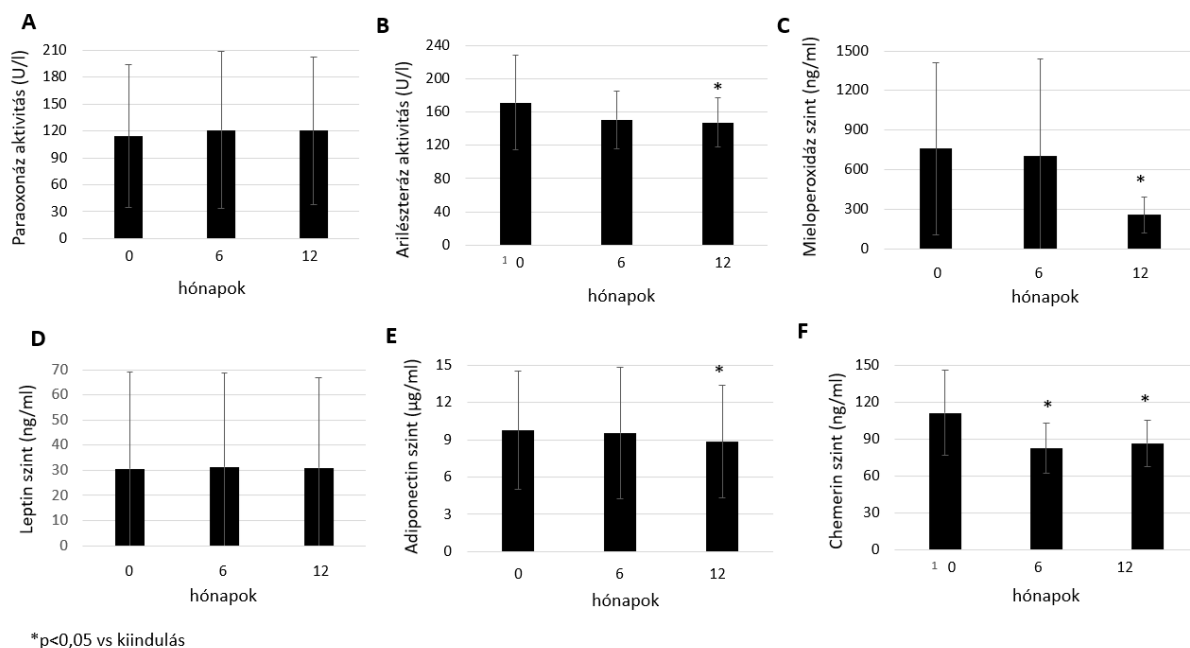 A
Paraoxonáz aktivitás (U/l)
210
180
150
120
90
60
30
0
0 6 12
hónapok
B
Arilészteráz aktivitás (U/l)
240
200
160
120
80
40
0
*
1 0 6 12
hónapok
C
Mieloperoxidáz szint (ng/ml)
1500
1200
900
600
300
0
*
0 6 12
hónapok
D
Leptin szint (ng/ml)
70
60
50
40
30
20
10
0
0 6 12
hónapok
E
Adiponectin szint (µg/ml)
15
12
9
6
3
0
*
0 6 12
hónapok
F
Chemerin szint (ng/ml)
150
120
90
60
30
0
* *
1 0 6 12
hónapok
*p<0,05 vs kiindulás